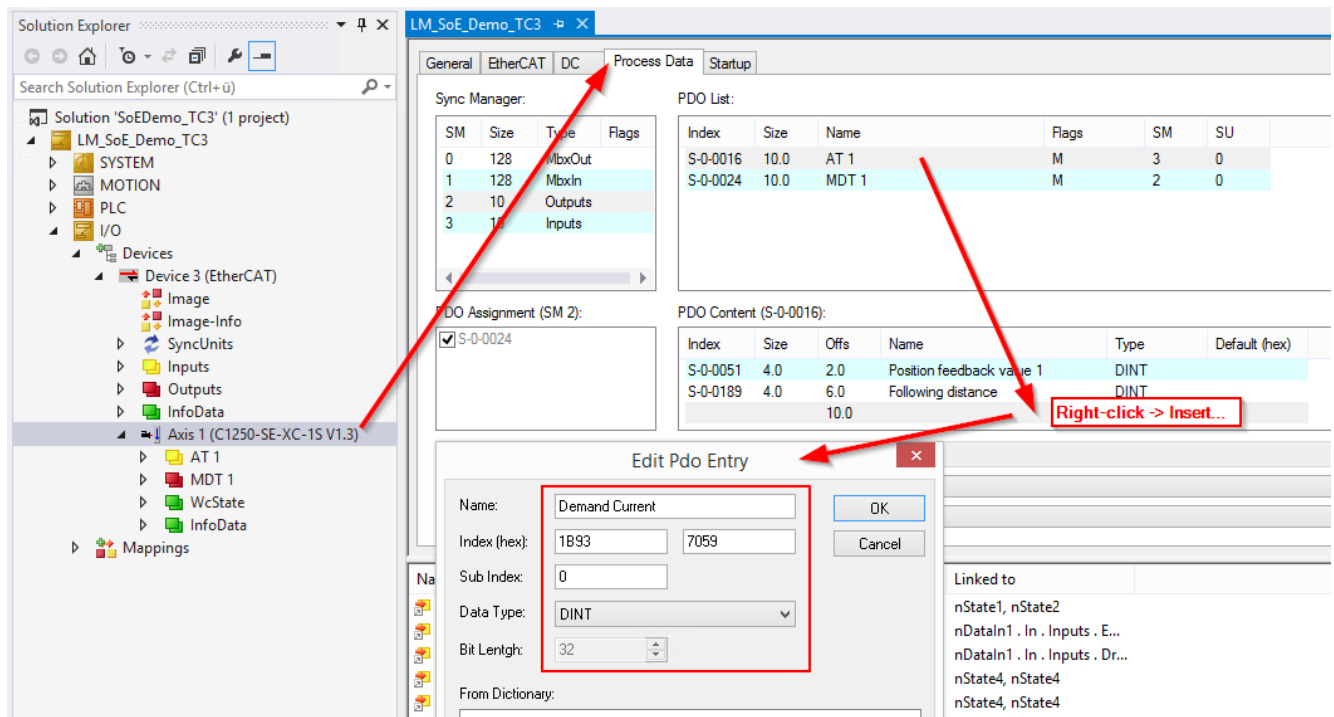 Solution Explorer
Search Solution Explorer (Ctrl+ü)
Solution 'SoEDemo_TC3' (1 project)
LM_SoE_Demo_TC3
SYSTEM
MOTION
PLC
I/O
Devices
Device 3 (EtherCAT)
Image
Image-Info
SyncUnits
Inputs
Outputs
InfoData
Axis 1 (C1250-SE-XC-1S V1.3)
AT 1
MDT 1
WcState
InfoData
Mappings
LM_SoE_Demo_TC3
General EtherCAT DC Process Data Startup
Sync Manager:
SM Size Type Flags
0 128 MbxOut
1 128 MbxIn
2 10 Outputs
3 10 Inputs
PDO List:
Index Size Name Flags SM SU
S-0-0016 10.0 AT 1 M 3 0
S-0-0024 10.0 MDT 1 M 2 0
PDO Assignment (SM 2):
S-0-0024
PDO Content (S-0-0016):
Index Size Offs Name Type Default (hex)
S-0-0051 4.0 2.0 Position feedback value 1 DINT
S-0-0189 4.0 6.0 Following distance DINT
10.0
Right-click -> Insert...
Edit Pdo Entry
Name: Demand Current
OK
Index (hex): 1B93 7059
Cancel
Sub Index: 0
Data Type: DINT
Bit Lentgh: 32
From Dictionary:
Na
Linked to
nState1, nState2
nDataIn1 . In . Inputs . E...
nDataIn1 . In . Inputs . Dr...
nState4, nState4
nState4, nState4